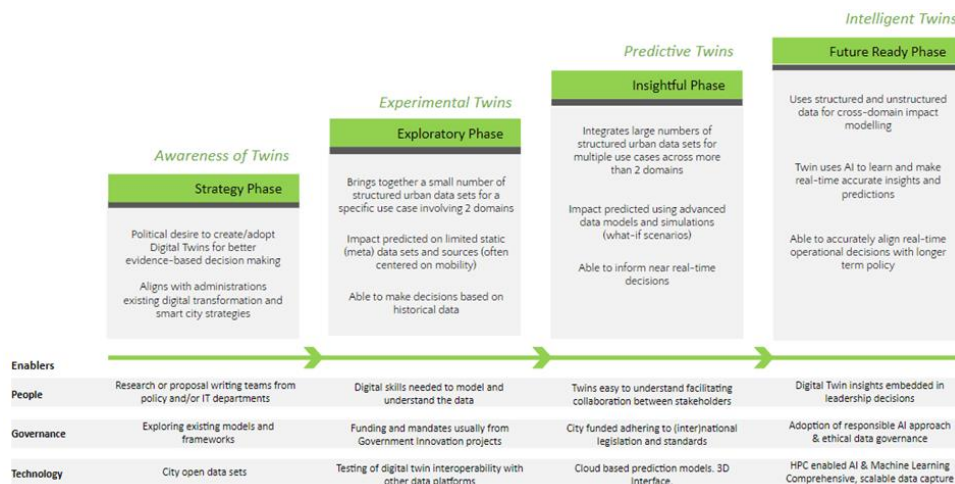 Awareness of Twins
Strategy Phase
Political desire to create/adopt
Digital Twins for better
evidence-based decision making
Aligns with administrations
existing digital transformation and
smart city strategies
Experimental Twins
Exploratory Phase
Brings together a small number of
structured urban data sets for a
specific use case involving 2 domains
Impact predicted on limited static
(meta) data sets and sources (often
centered on mobility)
Able to make decisions based on
historical data
Predictive Twins
Insightful Phase
Integrates large numbers of
structured urban data sets for
multiple use cases across more
than 2 domains
Impact predicted using advanced
data models and simulations
(what-if scenarios)
Able to inform near real-time
decisions
Intelligent Twins
Future Ready Phase
Uses structured and unstructured
data for cross-domain impact
modelling
Twin uses AI to learn and make
real-time accurate insights and
predictions
Able to accurately align real-time
operational decisions with longer
term policy
Enablers
People
Research or proposal writing teams from
policy and/or IT departments
Digital skills needed to model and
understand the data
Twins easy to understand facilitating
collaboration between stakeholders
Digital Twin insights embedded in
leadership decisions
Governance
Exploring existing models and
frameworks
Funding and mandates usually from
Government Innovation projects
City funded adhering to (inter)national
legislation and standards
Adoption of responsible AI approach
& ethical data governance
Technology
City open data sets
Testing of digital twin interoperability with
other data platforms
Cloud based prediction models. 3D
Interface.
HPC enabled AI & Machine Learning
Comprehensive, scalable data capture